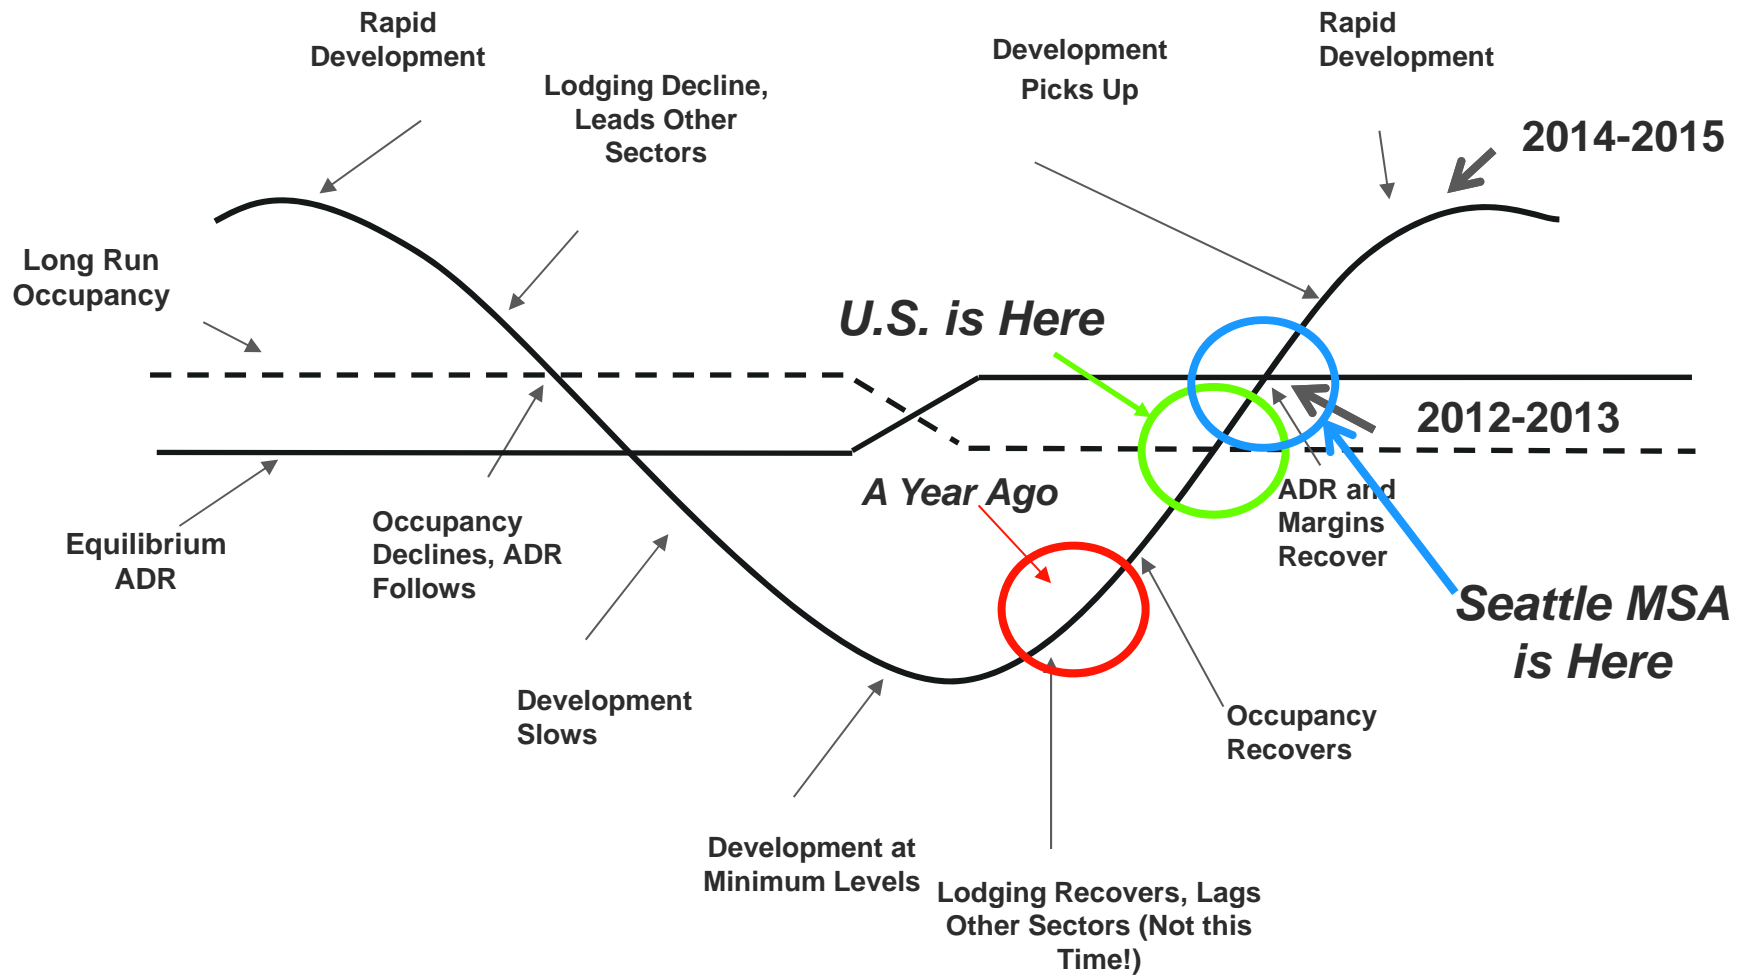 Rapid
Development
Lodging Decline,
Leads Other
Sectors
Development
Picks Up
Rapid
Development
2014-2015
Long Run
Occupancy
U.S. is Here
2012-2013
A Year Ago
ADR and
Margins
Recover
Equilibrium
ADR
Occupancy
Declines, ADR
Follows
Seattle MSA
is Here
Development
Slows
Occupancy
Recovers
Development at
Minimum Levels
Lodging Recovers, Lags
Other Sectors (Not this
Time!)